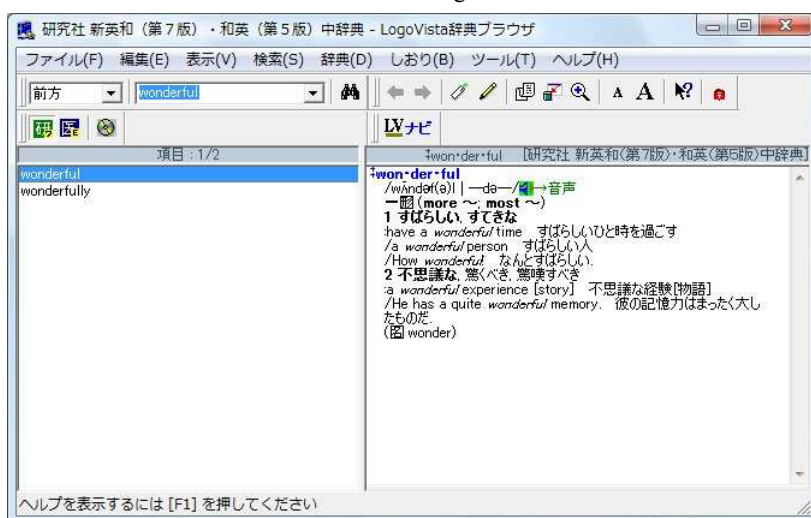 研究社 新英和（第７版）・和英（第５版）中辞典 - LogoVista辞典ブラウザ
ファイル(F) 編集(E) 表示(V) 検索(S) 辞典(D) しおり(B) ツール(T) ヘルプ(H)
前方 wonderful
LVナビ
項目 : 1/2
wonderful
wonderfully
‡won·der·ful [研究社 新英和(第7版)・和英(第5版)中辞典]
‡won·der·ful
/wʌ́ndɚf(ə)l | —də—/→音声
━形 (more ～; most ～)
1 すばらしい, すてきな
:have a wonderful time すばらしいひと時を過ごす
/a wonderful person すばらしい人
/How wonderful! なんとすばらしい.
2 不思議な, 驚くべき, 驚嘆すべき
:a wonderful experience [story] 不思議な経験[物語]
/He has a quite wonderful memory. 彼の記憶力はまったく大し
たものだ.
(名 wonder)
ヘルプを表示するには [F1] を押してください